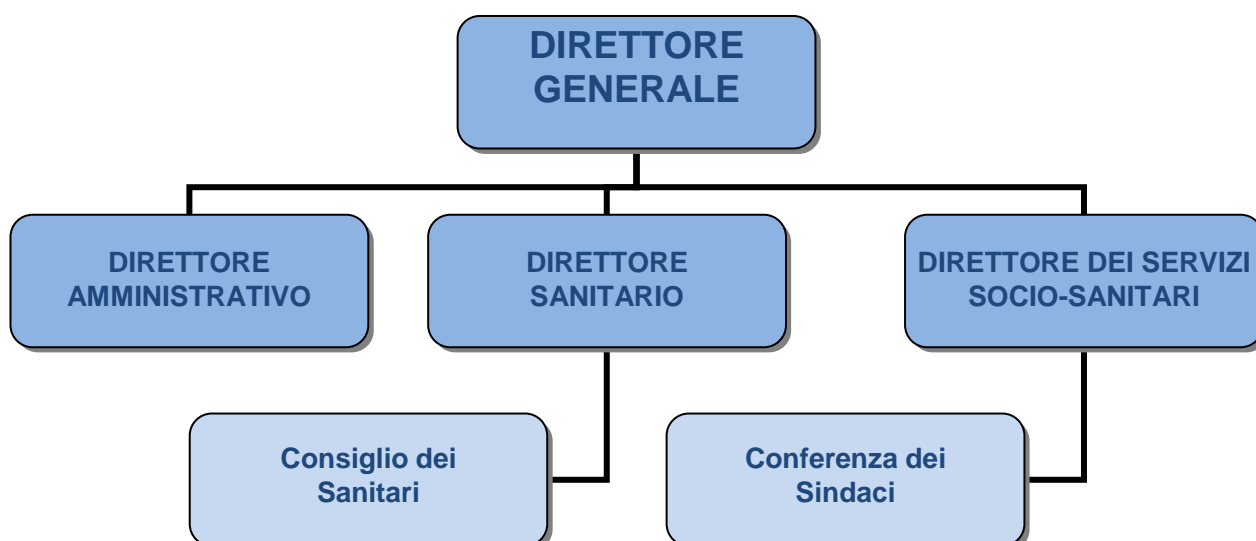 DIRETTORE
GENERALE
DIRETTORE
AMMINISTRATIVO
DIRETTORE
SANITARIO
DIRETTORE DEI SERVIZI
SOCIO-SANITARI
Consiglio dei
Sanitari
Conferenza dei
Sindaci